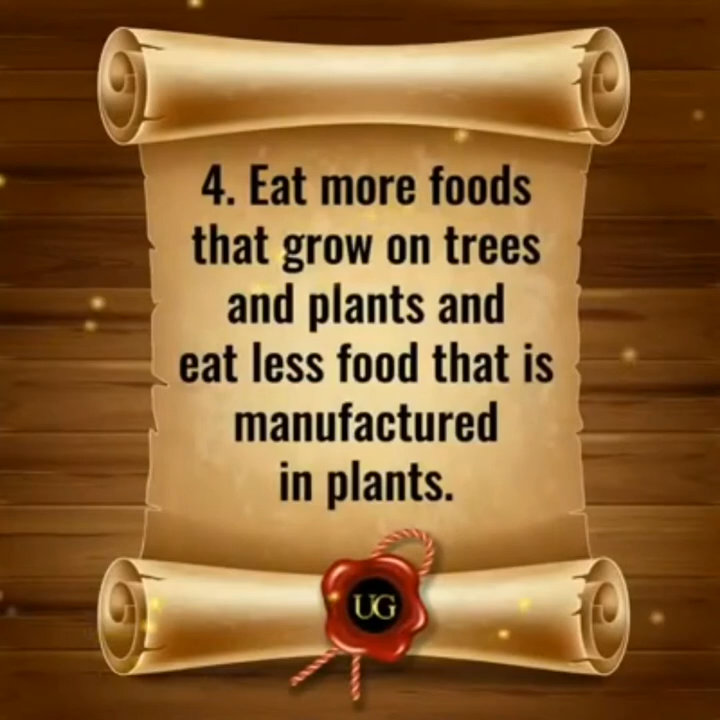 4. Eat more foods
that grow on trees
and plants and
eat less food that is
manufactured
in plants.
UG